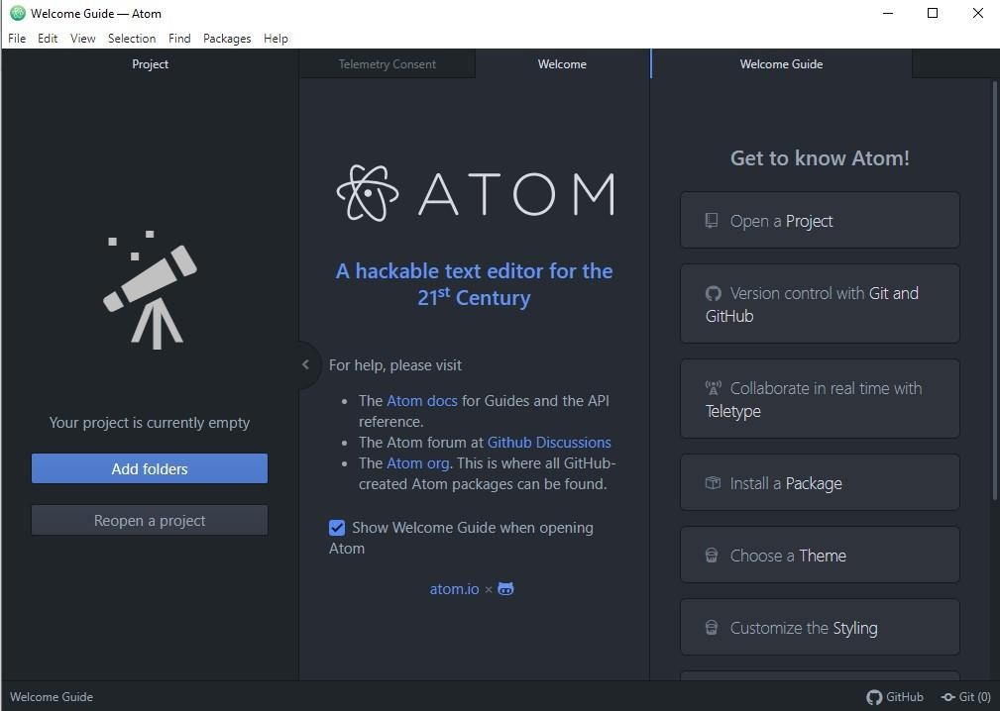 Welcome Guide — Atom
File Edit View Selection Find Packages Help
Project
Telemetry Consent
Welcome
Welcome Guide
Your project is currently empty
Add folders
Reopen a project
ATOM
A hackable text editor for the
21st Century
For help, please visit
• The Atom docs for Guides and the API
reference.
• The Atom forum at Github Discussions
• The Atom org. This is where all GitHub-
created Atom packages can be found.
Show Welcome Guide when opening
Atom
atom.io ×
Get to know Atom!
Open a Project
Version control with Git and
GitHub
Collaborate in real time with
Teletype
Install a Package
Choose a Theme
Customize the Styling
Welcome Guide
GitHub
Git (0)